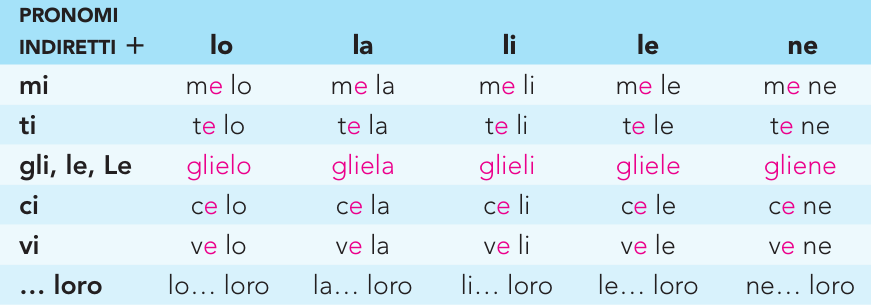 PRONOMI
INDIRETTI + lo la li le ne
mi me lo me la me li me le me ne
ti te lo te la te li te le te ne
gli, le, Le glielo gliela glieli gliele gliene
ci ce lo ce la ce li ce le ce ne
vi ve lo ve la ve li ve le ve ne
... loro lo... loro la... loro li... loro le... loro ne... loro